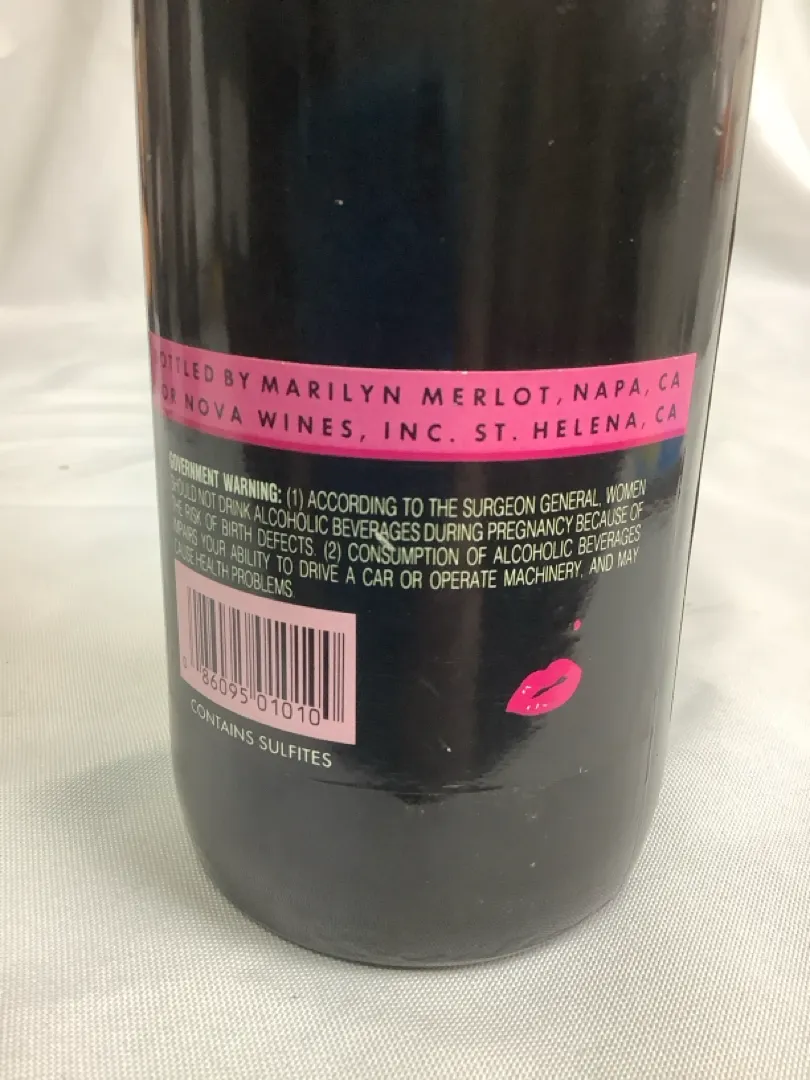 BOTTLED BY MARILYN MERLOT, NAPA, CA
FOR NOVA WINES, INC. ST. HELENA, CA
GOVERNMENT WARNING: (1) ACCORDING TO THE SURGEON GENERAL, WOMEN
SHOULD NOT DRINK ALCOHOLIC BEVERAGES DURING PREGNANCY BECAUSE OF
THE RISK OF BIRTH DEFECTS. (2) CONSUMPTION OF ALCOHOLIC BEVERAGES
IMPAIRS YOUR ABILITY TO DRIVE A CAR OR OPERATE MACHINERY, AND MAY
CAUSE HEALTH PROBLEMS.
0 86095 01010
CONTAINS SULFITES